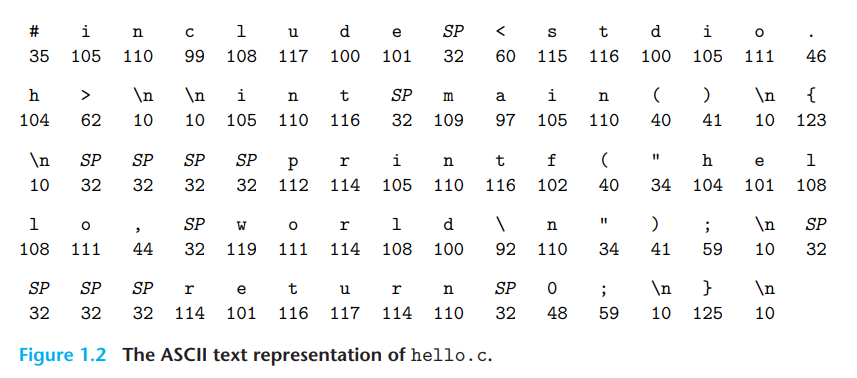 # i n c l u d e SP < s t d i o .
35 105 110 99 108 117 100 101 32 60 115 116 100 105 111 46
h > \n \n i n t SP m a i n ( ) \n {
104 62 10 10 105 110 116 32 109 97 105 110 40 41 10 123
\n SP SP SP SP p r i n t f ( " h e l
10 32 32 32 32 112 114 105 110 116 102 40 34 104 101 108
l o , SP w o r l d \ n " ) ; \n SP
108 111 44 32 119 111 114 108 100 92 110 34 41 59 10 32
SP SP SP r e t u r n SP 0 ; \n } \n
32 32 32 114 101 116 117 114 110 32 48 59 10 125 10
Figure 1.2 The ASCII text representation of hello.c.